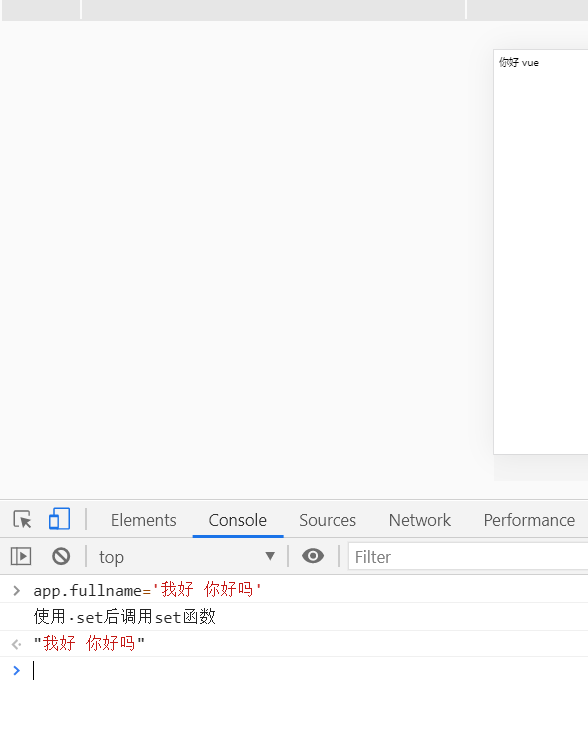 你好 vue
Elements Console Sources Network Performance
top Filter
app.fullname='我好 你好吗'
使用·set后调用set函数
"我好 你好吗"